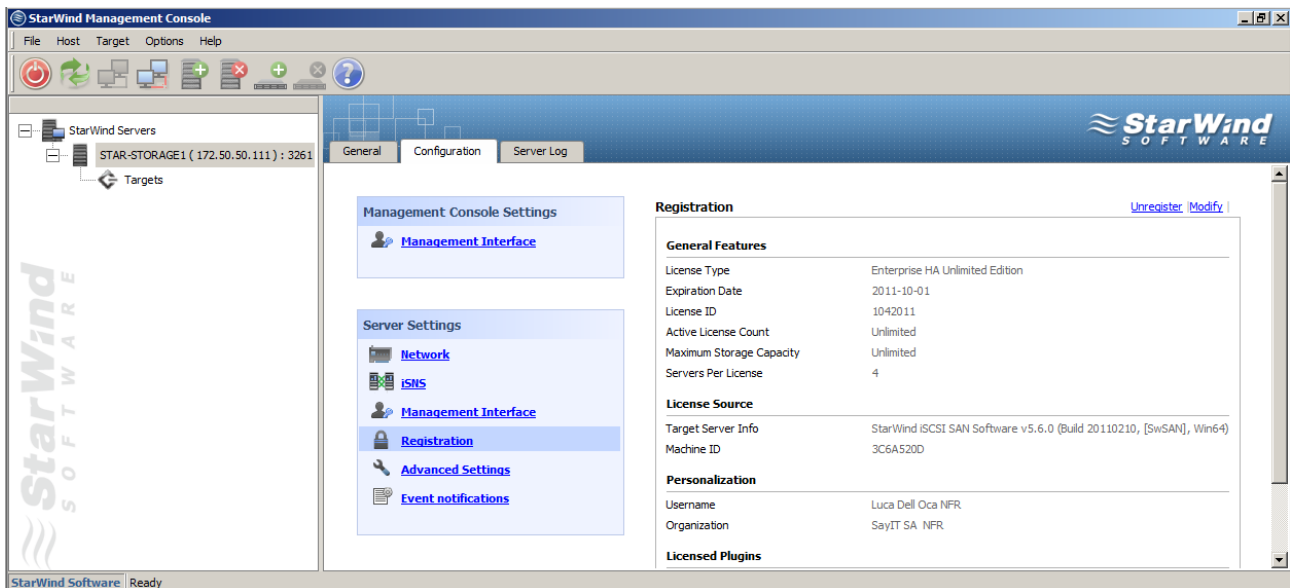 StarWind Management Console
File Host Target Options Help
StarWind Servers
STAR-STORAGE1 ( 172.50.50.111 ) : 3261
Targets
StarWind
SOFTWARE
StarWind
SOFTWARE
General Configuration Server Log
Management Console Settings
Management Interface
Server Settings
Network
iSNS
Management Interface
Registration
Advanced Settings
Event notifications
Registration
Unregister | Modify |
General Features
License Type Enterprise HA Unlimited Edition
Expiration Date 2011-10-01
License ID 1042011
Active License Count Unlimited
Maximum Storage Capacity Unlimited
Servers Per License 4
License Source
Target Server Info StarWind iSCSI SAN Software v5.6.0 (Build 20110210, [SwSAN], Win64)
Machine ID 3C6A520D
Personalization
Username Luca Dell Oca NFR
Organization SayIT SA NFR
Licensed Plugins
StarWind Software Ready